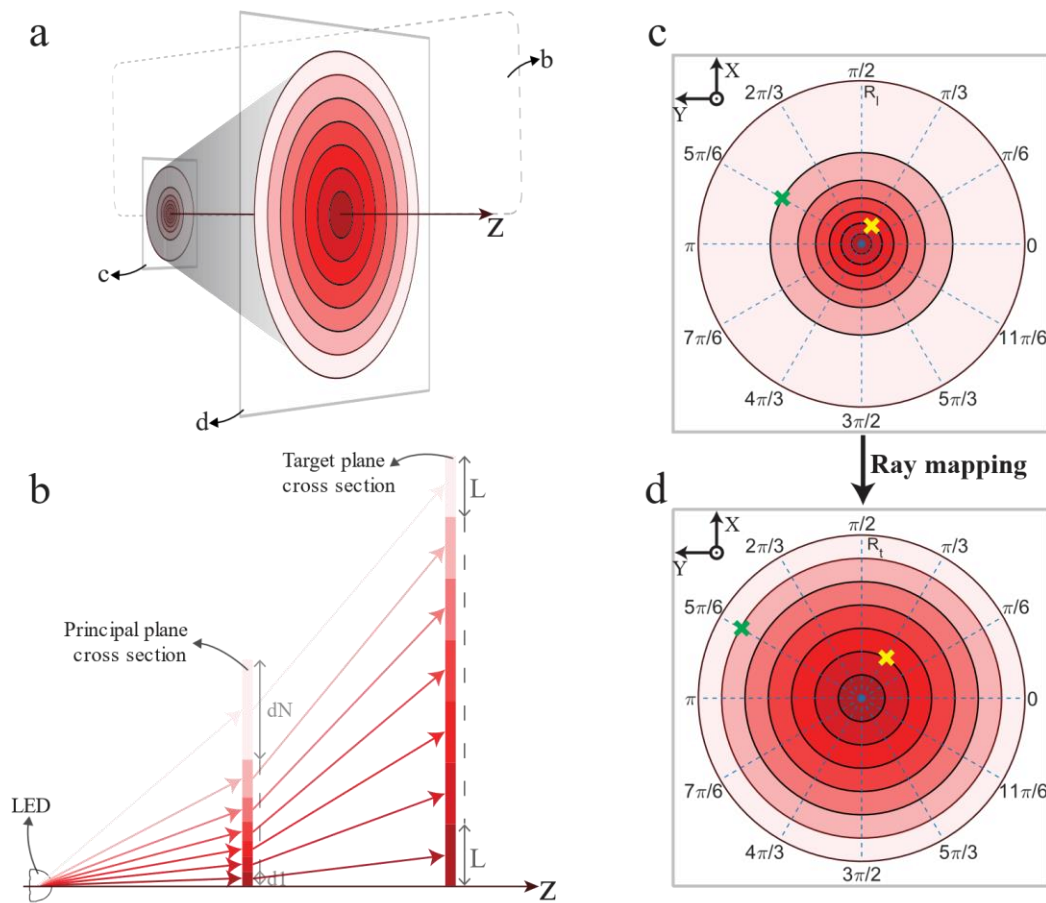 a
b
Z
c
d
b
Target plane
cross section
L
Principal plane
cross section
dN
LED
d1
L
Z
c
X
Y
π/2
R_l
2π/3
π/3
5π/6
π/6
π
0
7π/6
11π/6
4π/3
5π/3
3π/2
Ray mapping
d
X
Y
π/2
R_t
2π/3
π/3
5π/6
π/6
π
0
7π/6
11π/6
4π/3
5π/3
3π/2